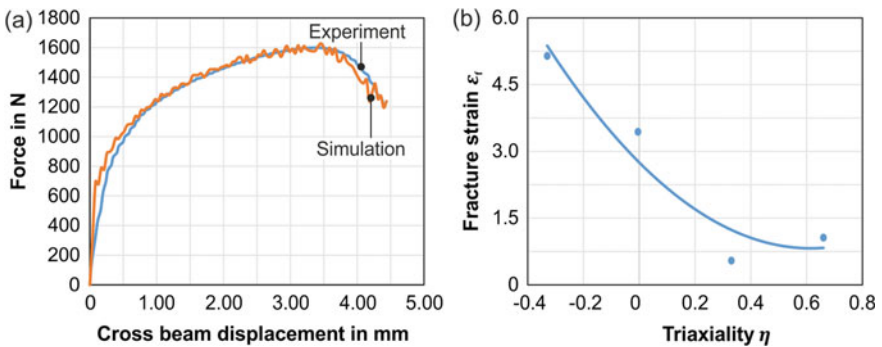 (a)
Force in N
1800
1600
1400
1200
1000
800
600
400
200
0
Experiment
Simulation
0 1.00 2.00 3.00 4.00 5.00
Cross beam displacement in mm
(b)
Fracture strain ε_f
6.0
4.5
3.0
1.5
0
-0.4 -0.2 0 0.2 0.4 0.6 0.8
Triaxiality η